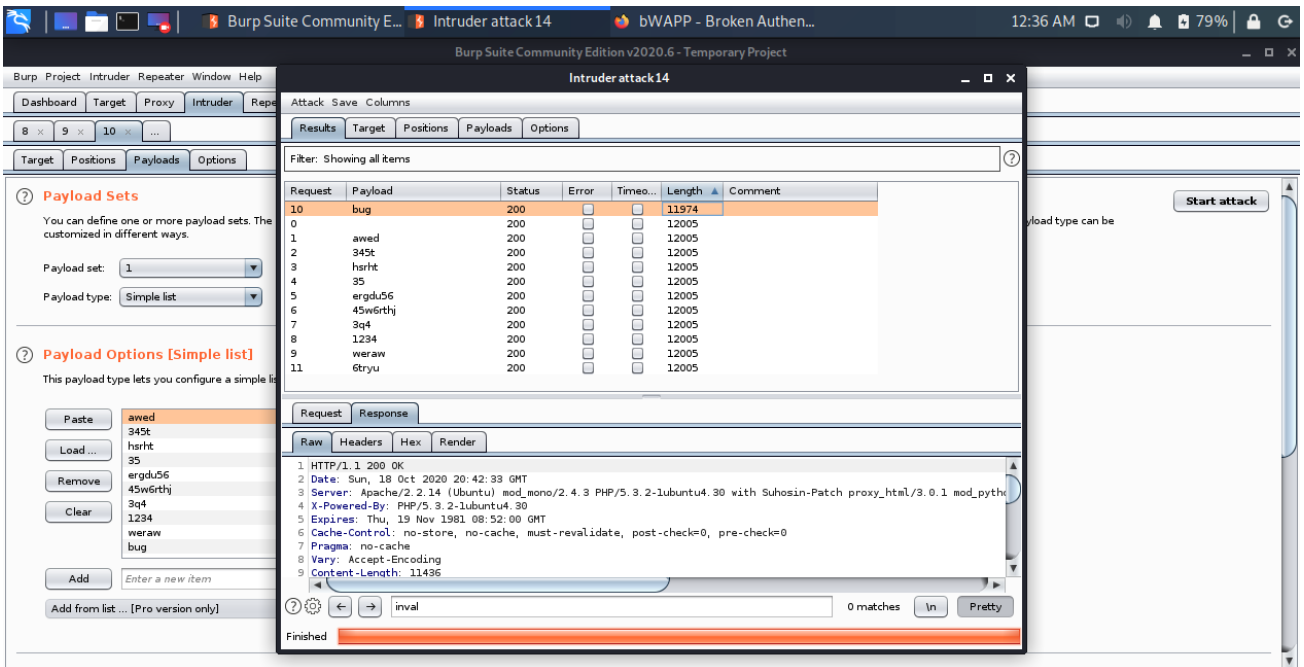 Burp Suite Community E... Intruder attack 14 bWAPP - Broken Authen... 12:36 AM 79%
Burp Suite Community Edition v2020.6 - Temporary Project
Burp Project Intruder Repeater Window Help
Dashboard Target Proxy Intruder Repe
8 × 9 × 10 × ...
Target Positions Payloads Options
Payload Sets
You can define one or more payload sets. The
customized in different ways.
yload type can be
Start attack
Payload set: 1
Payload type: Simple list
Payload Options [Simple list]
This payload type lets you configure a simple lis
Paste
Load ...
Remove
Clear
awed
345t
hsrht
35
ergdu56
45w6rthj
3q4
1234
weraw
bug
Add Enter a new item
Add from list ... [Pro version only]
Intruder attack 14
Attack Save Columns
Results Target Positions Payloads Options
Filter: Showing all items
Request Payload Status Error Timeo... Length Comment
10 bug 200 11974
0 200 12005
1 awed 200 12005
2 345t 200 12005
3 hsrht 200 12005
4 35 200 12005
5 ergdu56 200 12005
6 45w6rthj 200 12005
7 3q4 200 12005
8 1234 200 12005
9 weraw 200 12005
11 6tryu 200 12005
Request Response
Raw Headers Hex Render
1 HTTP/1.1 200 OK
2 Date: Sun, 18 Oct 2020 20:42:33 GMT
3 Server: Apache/2.2.14 (Ubuntu) mod_mono/2.4.3 PHP/5.3.2-1ubuntu4.30 with Suhosin-Patch proxy_html/3.0.1 mod_pytho
4 X-Powered-By: PHP/5.3.2-1ubuntu4.30
5 Expires: Thu, 19 Nov 1981 08:52:00 GMT
6 Cache-Control: no-store, no-cache, must-revalidate, post-check=0, pre-check=0
7 Pragma: no-cache
8 Vary: Accept-Encoding
9 Content-Length: 11436
inval 0 matches \n Pretty
Finished